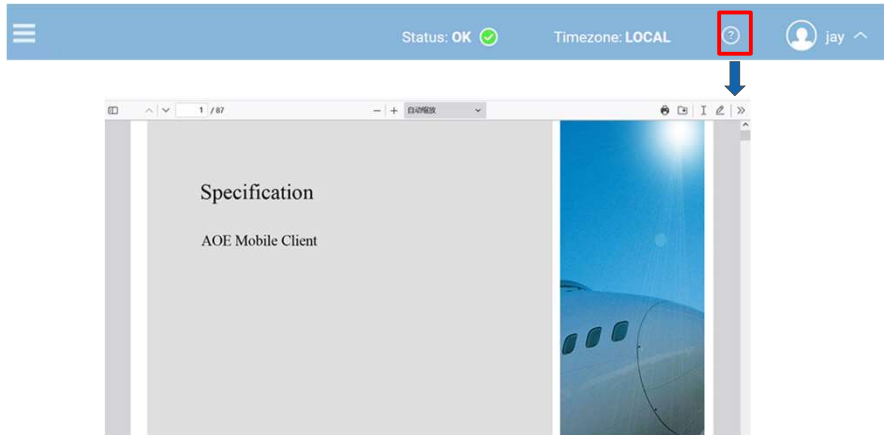 Status: OK
Timezone: LOCAL
?
jay
1 / 87
自动缩放
Specification
AOE Mobile Client